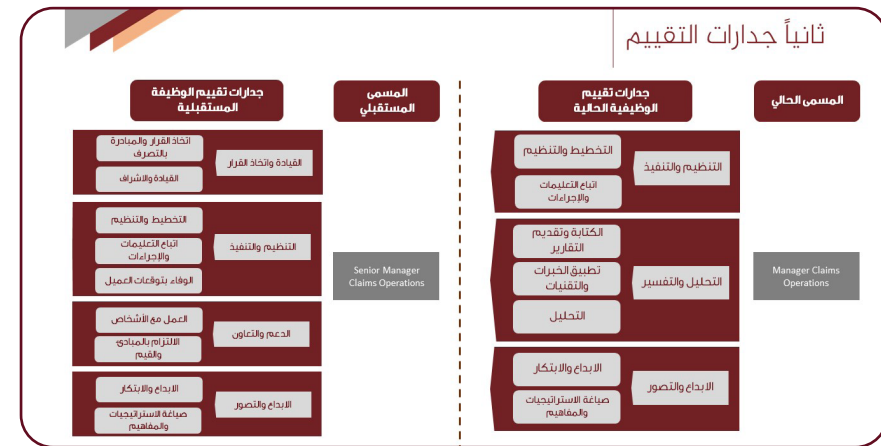 ثانياً جدارات التقييم
المسمى الحالي
جدارات تقييم
الوظيفية الحالية
Manager Claims
Operations
التنظيم والتنفيذ
التخطيط والتنظيم
اتباع التعليمات
والإجراءات
التحليل والتفسير
الكتابة وتقديم
التقارير
تطبيق الخبرات
والتقنيات
التحليل
الابداع والتصور
الابداع والابتكار
صياغة الاستراتيجيات
والمفاهيم
المسمى
المستقبلي
جدارات تقييم الوظيفة
المستقبلية
Senior Manager
Claims Operations
القيادة واتخاذ القرار
اتخاذ القرار والمبادرة
بالتصرف
القيادة والاشراف
التنظيم والتنفيذ
التخطيط والتنظيم
اتباع التعليمات
والإجراءات
الوفاء بتوقعات العميل
الدعم والتعاون
العمل مع الأشخاص
الالتزام بالمبادئ
والقيم
الابداع والتصور
الابداع والابتكار
صياغة الاستراتيجيات
والمفاهيم